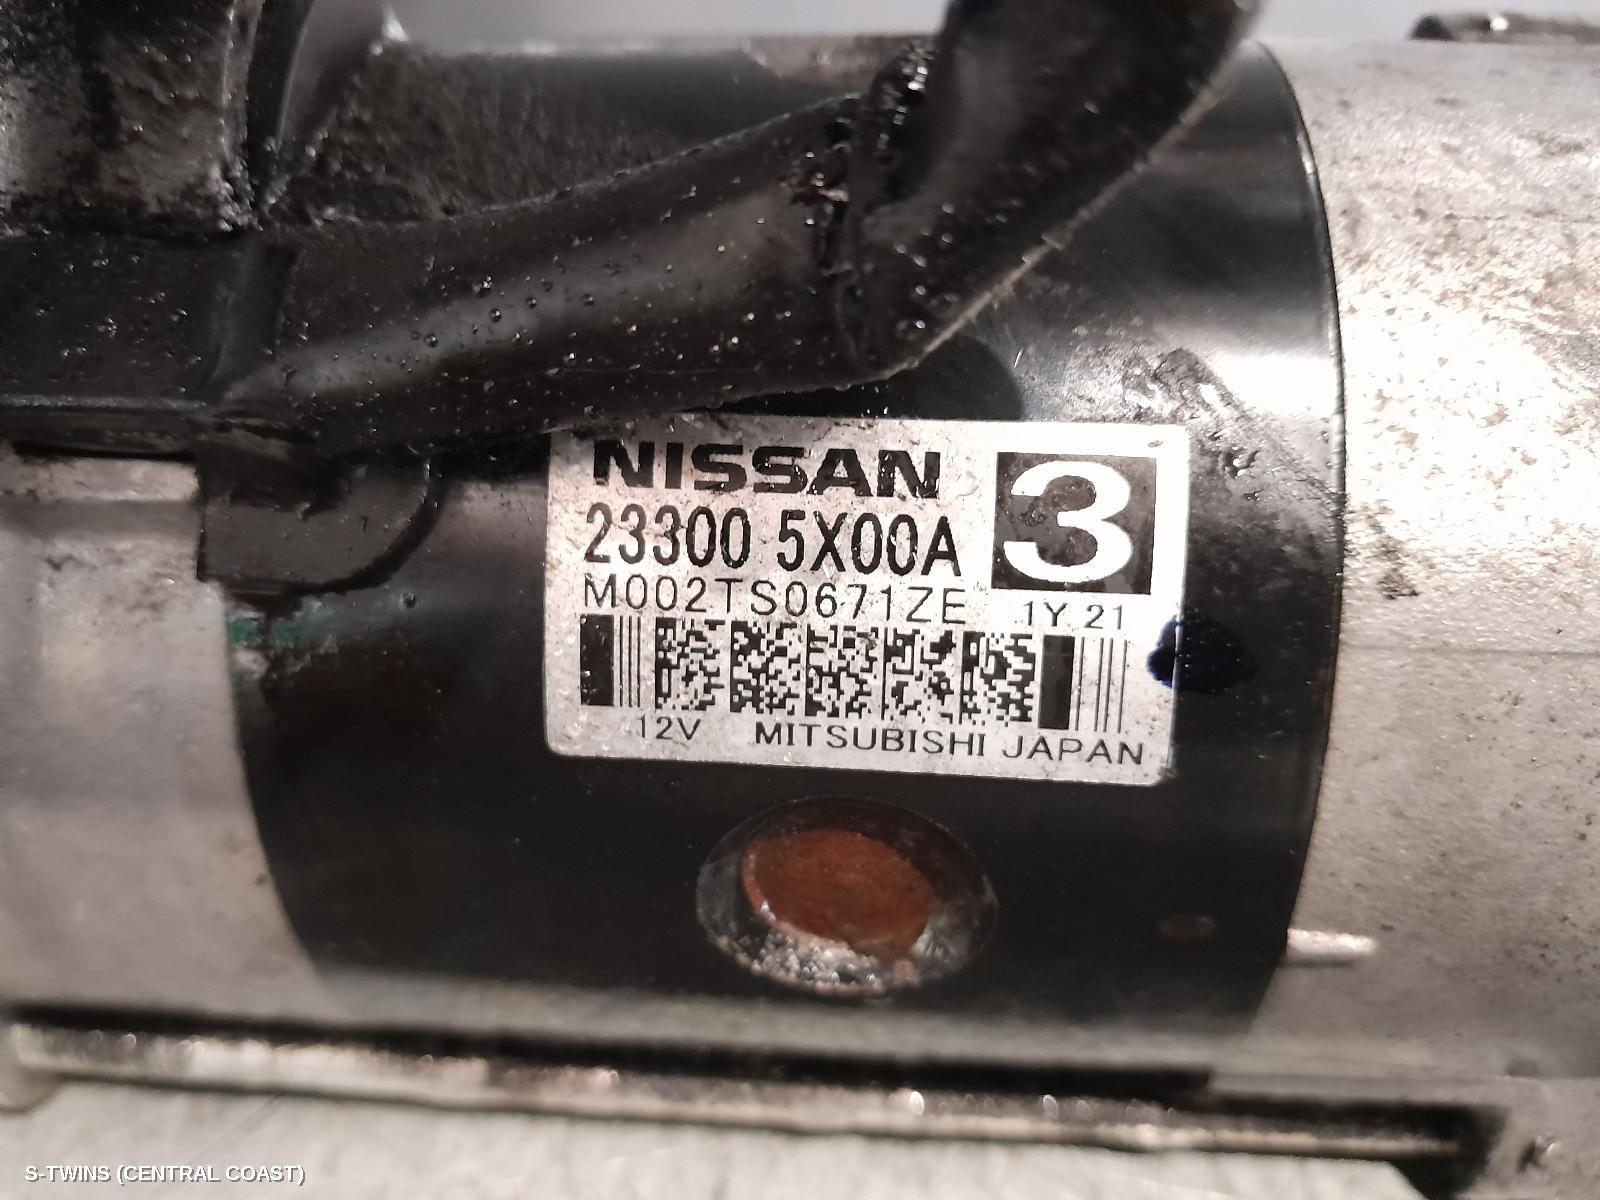 NISSAN
3
23300 5X00A
M002TS0671ZE 1Y 21
12V MITSUBISHI JAPAN
S-TWINS (CENTRAL COAST)